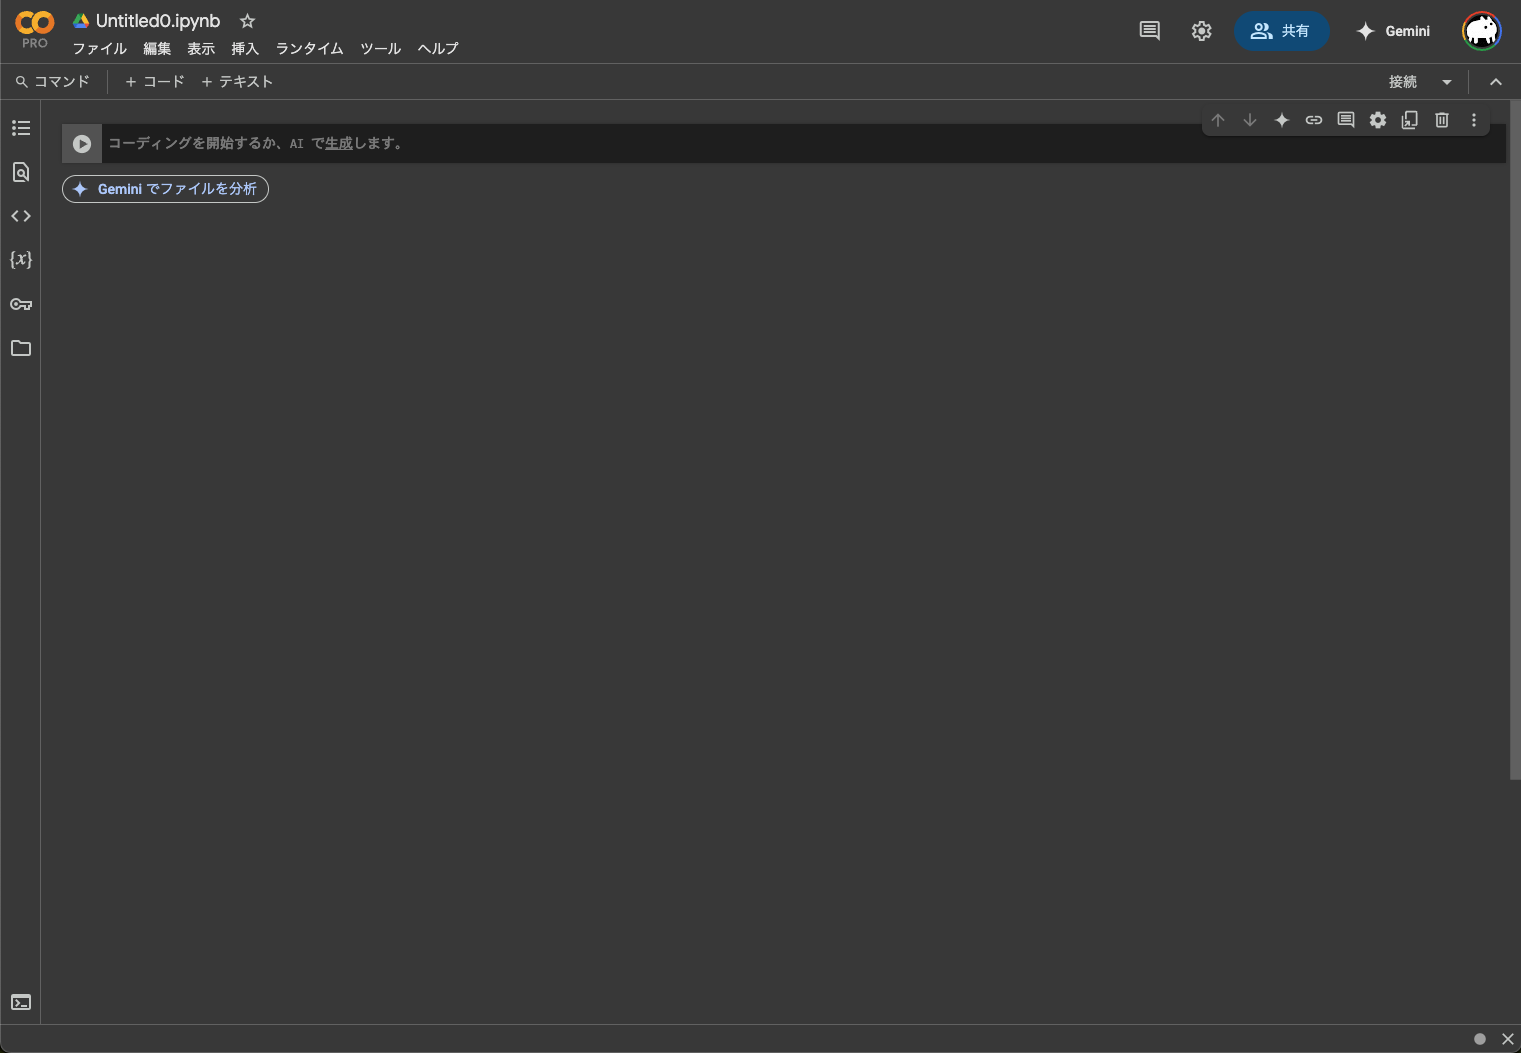 Untitled0.ipynb
PRO
ファイル 編集 表示 挿入 ランタイム ツール ヘルプ
共有
Gemini
コマンド + コード + テキスト
接続
コーディングを開始するか、AI で生成します。
Gemini でファイルを分析
{x}